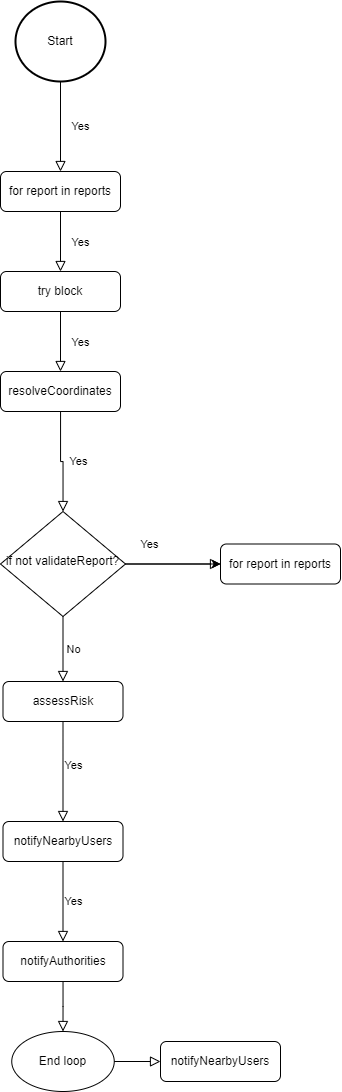 Start
Yes
for report in reports
Yes
try block
Yes
resolveCoordinates
Yes
if not validateReport?
Yes
for report in reports
No
assessRisk
Yes
notifyNearbyUsers
Yes
notifyAuthorities
End loop
notifyNearbyUsers